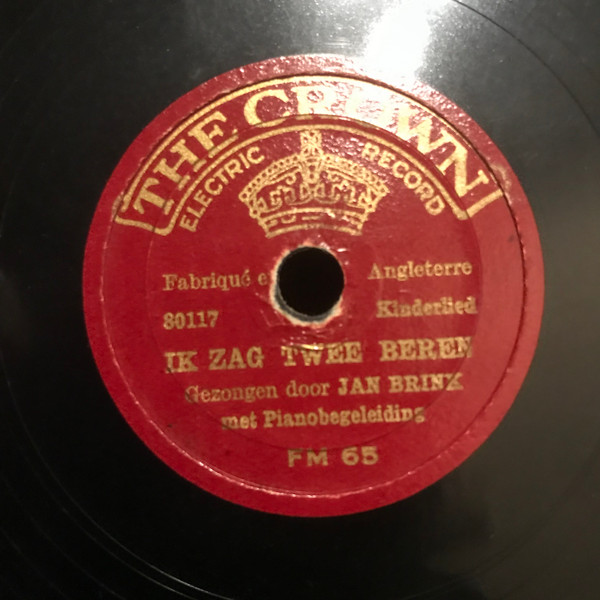 THE CROWN
ELECTRIC RECORD
Fabriqué e Angleterre
30117 Kinderlied
IK ZAG TWEE BEREN
Gezongen door JAN BRINK
met Pianobegeleiding
FM 65